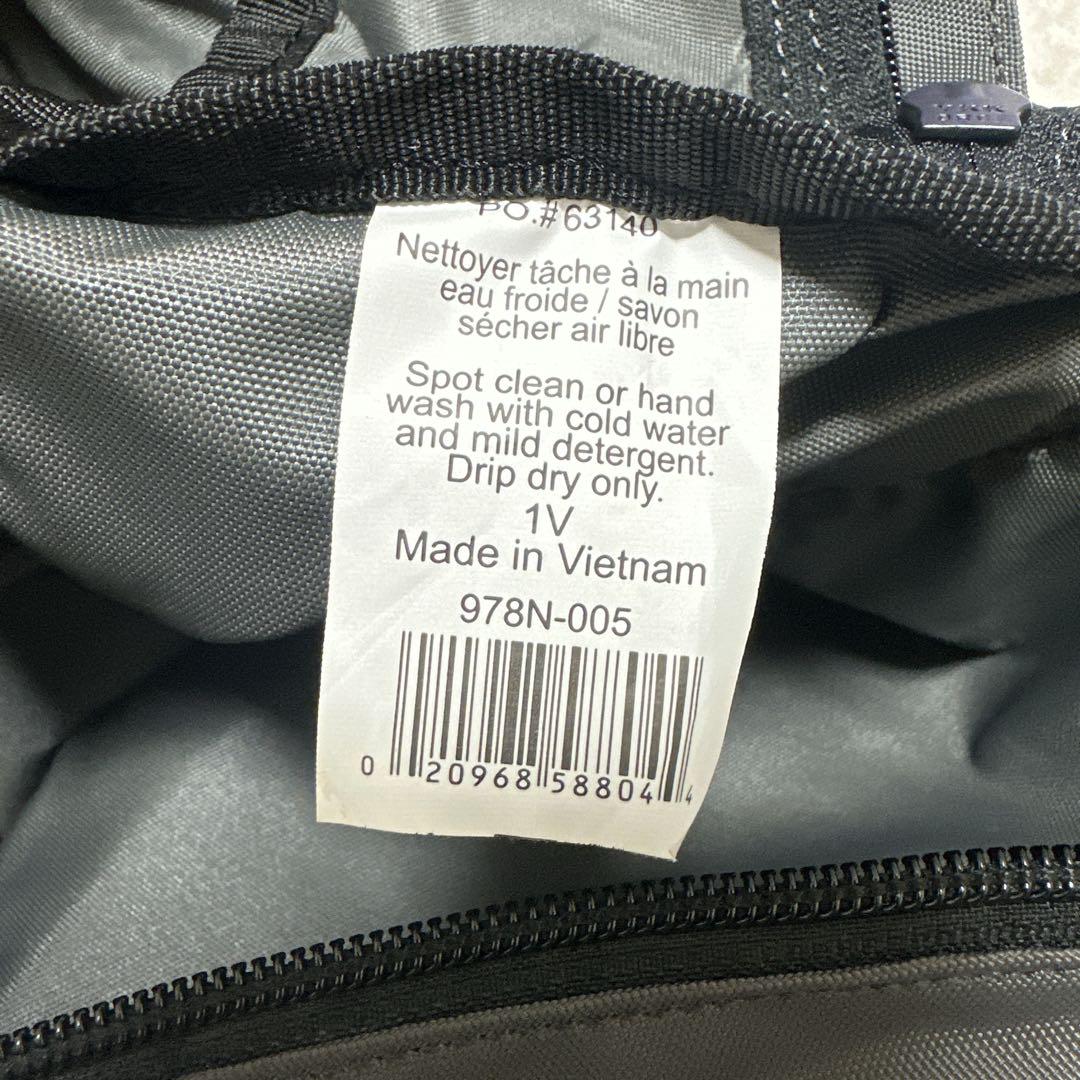 PO.#63140
Nettoyer tâche à la main
eau froide / savon
sécher air libre
Spot clean or hand
wash with cold water
and mild detergent.
Drip dry only.
1V
Made in Vietnam
978N-005
0 20968 58804 4